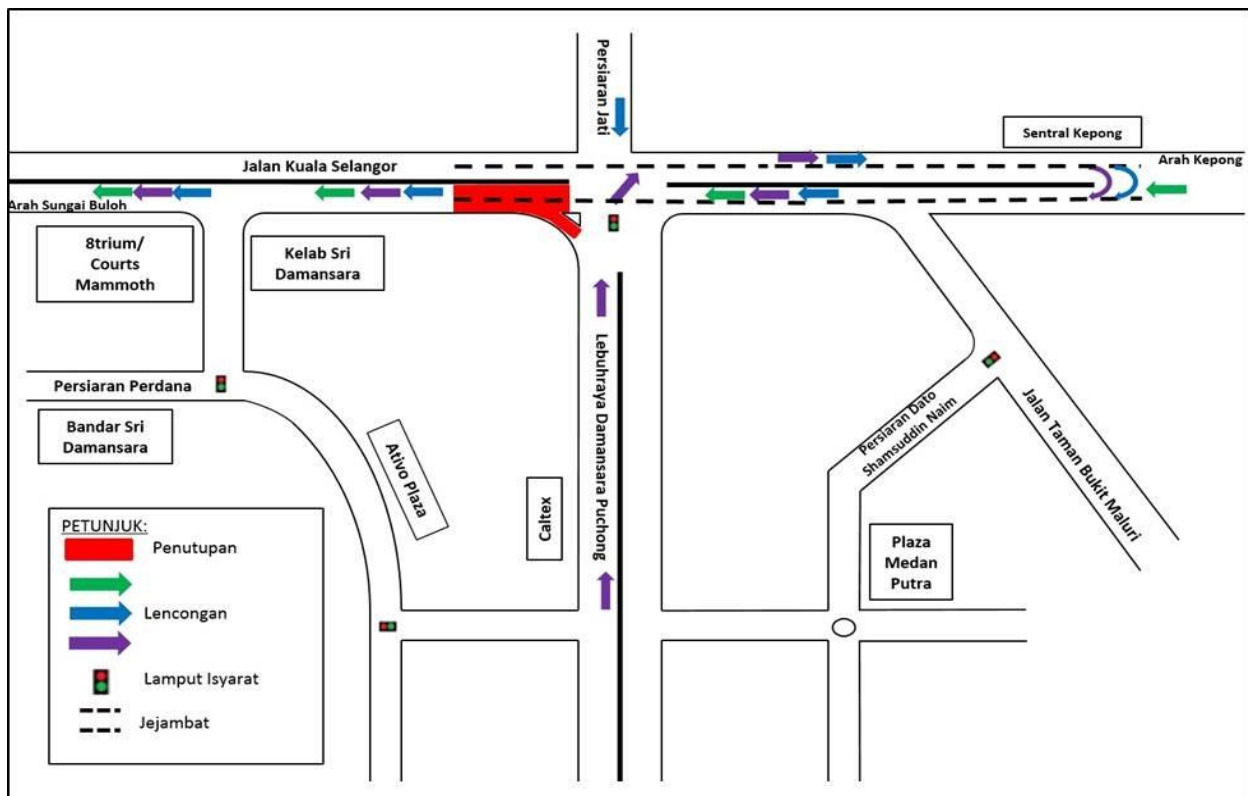 Persiaran Jati
Sentral Kepong
Jalan Kuala Selangor
Arah Kepong
Arah Sungai Buloh
8trium/
Courts
Mammoth
Kelab Sri
Damansara
Lebuhraya Damansara Puchong
Persiaran Perdana
Bandar Sri
Damansara
Ativo Plaza
Caltex
Persiaran Dato
Shamsuddin Naim
Jalan Taman Bukit Maluri
Plaza
Medan
Putra
PETUNJUK:
Penutupan
Lencongan
Lamput Isyarat
Jejambat